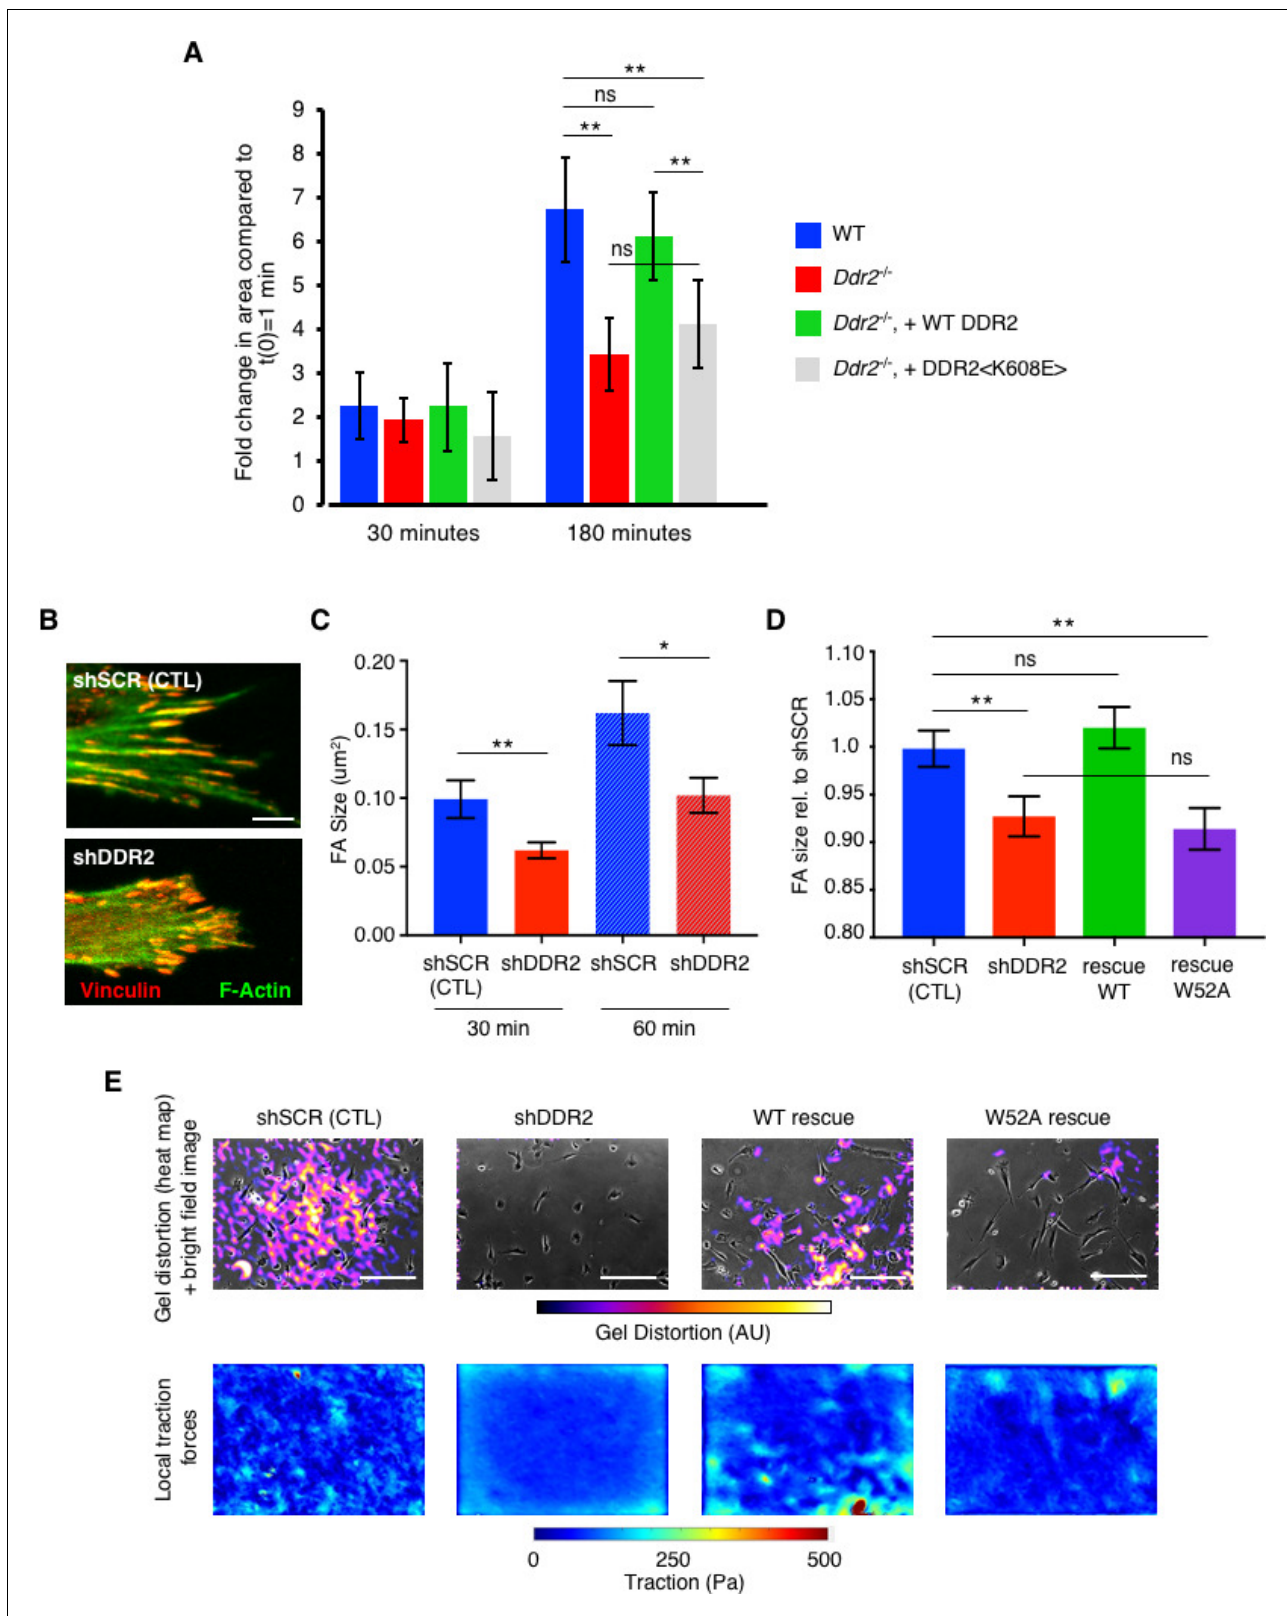 A
**
ns
**
**
ns
9
8
7
6
5
4
3
2
1
0
Fold change in area compared to
t(0)=1 min
30 minutes
180 minutes
WT
Ddr2-/-
Ddr2-/-, + WT DDR2
Ddr2-/-, + DDR2<K608E>
B
shSCR (CTL)
shDDR2
Vinculin
F-Actin
C
0.20
0.15
0.10
0.05
0.00
FA Size (um²)
**
*
shSCR
(CTL)
shDDR2
shSCR
shDDR2
30 min
60 min
D
**
ns
**
ns
1.10
1.05
1.0
0.95
0.90
0.85
0.80
FA size rel. to shSCR
shSCR
(CTL)
shDDR2
rescue
WT
rescue
W52A
E
shSCR (CTL)
shDDR2
WT rescue
W52A rescue
Gel distortion (heat map)
+ bright field image
Gel Distortion (AU)
Local traction
forces
0
250
500
Traction (Pa)